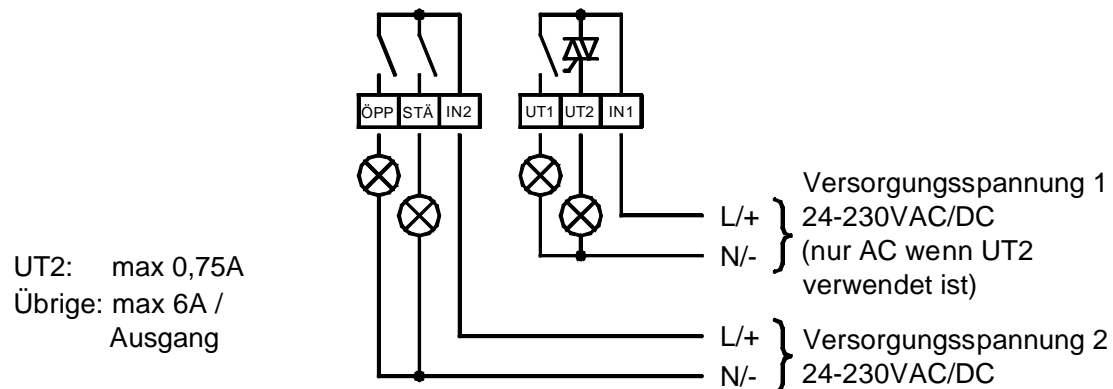 ÖPP STÄ IN2 UT1 UT2 IN1
Versorgungsspannung 1
L/+ 24-230VAC/DC
N/- (nur AC wenn UT2
verwendet ist)
UT2: max 0,75A
Übrige: max 6A /
Ausgang
L/+ Versorgungsspannung 2
N/- 24-230VAC/DC